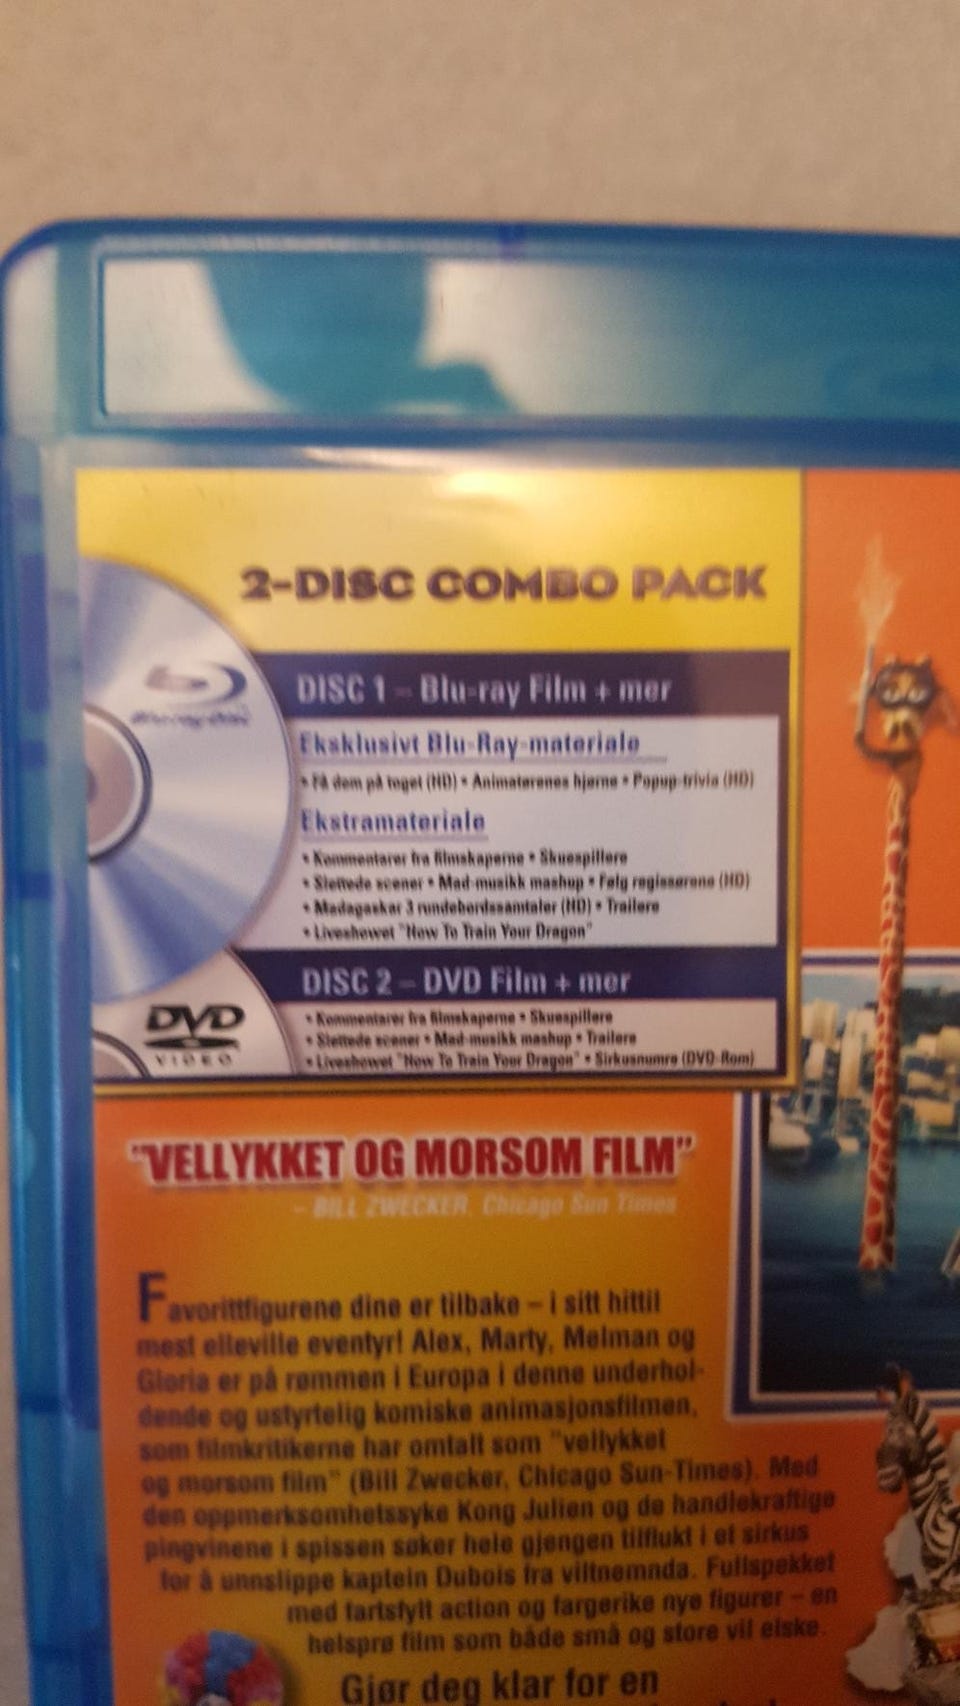 2-DISC COMBO PACK
DISC 1 – Blu-ray Film + mer
Eksklusivt Blu-Ray-materiale
• Få dem på toget (HD) • Animatørenes hjørne • Popup-trivia (HD)
Ekstramateriale
• Kommentarer fra filmskaperne • Skuespillere
• Slettede scener • Mad-musikk mashup • Følg regissørene (HD)
• Madagaskar 3 rundebordssamtaler (HD) • Trailere
• Liveshowet "How To Train Your Dragon"
DISC 2 – DVD Film + mer
• Kommentarer fra filmskaperne • Skuespillere
• Slettede scener • Mad-musikk mashup • Trailere
• Liveshowet "How To Train Your Dragon" • Sirkusnumre (DVD-Rom)
Blu-ray Disc
DVD
VIDEO
"VELLYKKET OG MORSOM FILM"
– BILL ZWECKER, Chicago Sun Times
Favorittfigurene dine er tilbake – i sitt hittil
mest elleville eventyr! Alex, Marty, Melman og
Gloria er på rømmen i Europa i denne underhol-
dende og ustyrtelig komiske animasjonsfilmen,
som filmkritikerne har omtalt som "vellykket
og morsom film" (Bill Zwecker, Chicago Sun-Times). Med
den oppmerksomhetssyke Kong Julien og de handlekraftige
pingvinene i spissen søker hele gjengen tilflukt i et sirkus
for å unnslippe kaptein Dubois fra viltnemnda. Fullspekket
med fartsfylt action og fargerike nye figurer – en
helsprø film som både små og store vil elske.
Gjør deg klar for en